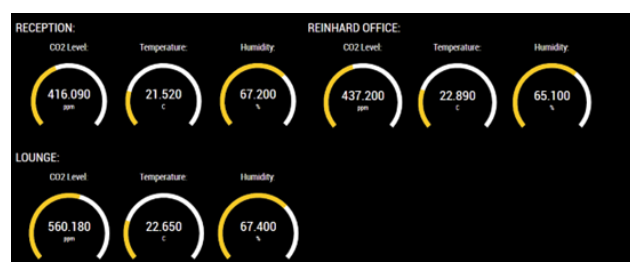 RECEPTION:
CO2 Level: Temperature: Humidity:
416.090 21.520 67.200
ppm C %
REINHARD OFFICE:
CO2 Level: Temperature: Humidity:
437.200 22.890 65.100
ppm C %
LOUNGE:
CO2 Level: Temperature: Humidity:
560.180 22.650 67.400
ppm C %